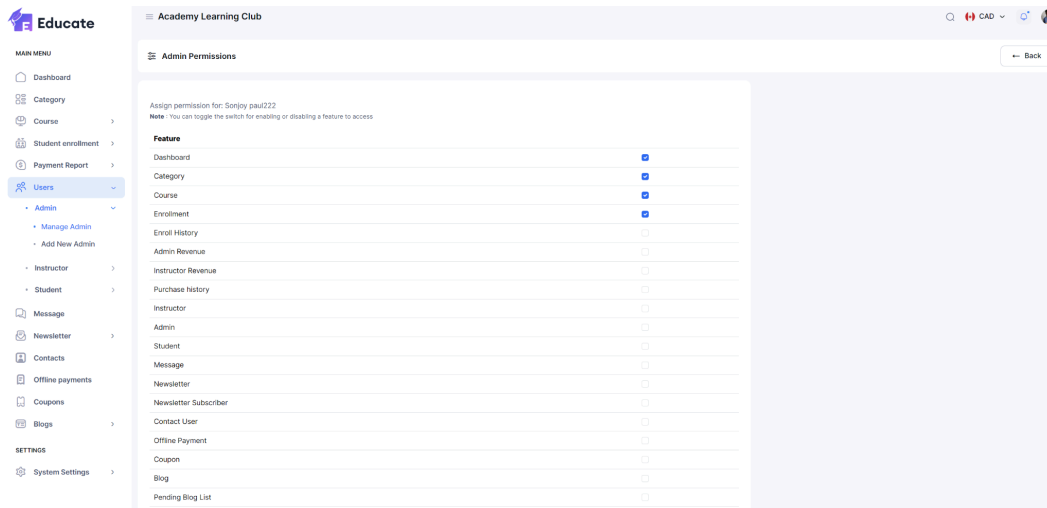 Educate
Academy Learning Club
CAD
MAIN MENU
Dashboard
Category
Course
Student enrollment
Payment Report
Users
Admin
Manage Admin
Add New Admin
Instructor
Student
Message
Newsletter
Contacts
Offline payments
Coupons
Blogs
SETTINGS
System Settings
Admin Permissions
← Back
Assign permission for: Sonjoy paul222
Note : You can toggle the switch for enabling or disabling a feature to access
Feature
Dashboard
Category
Course
Enrollment
Enroll History
Admin Revenue
Instructor Revenue
Purchase history
Instructor
Admin
Student
Message
Newsletter
Newsletter Subscriber
Contact User
Offline Payment
Coupon
Blog
Pending Blog List